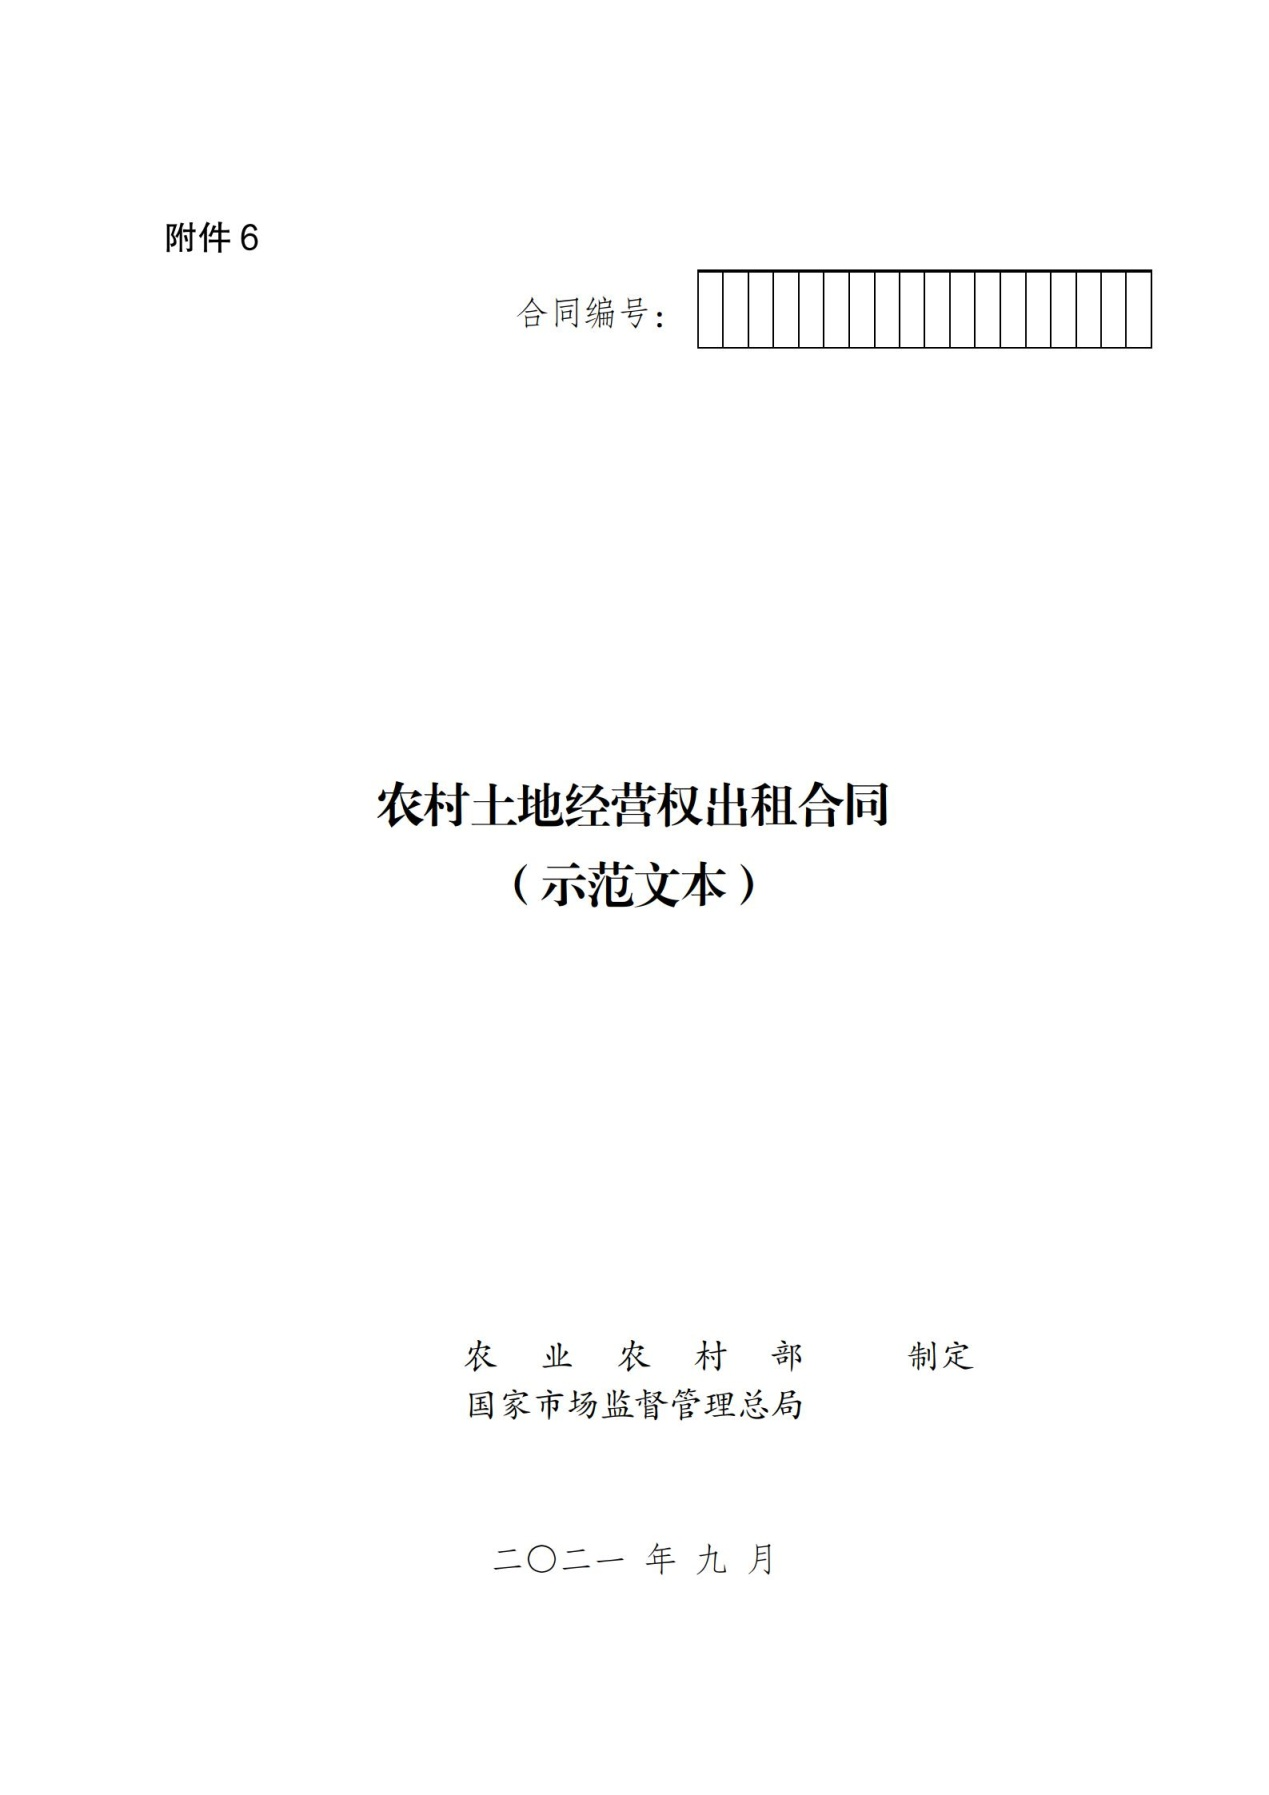 附件6
合同编号：
农村土地经营权出租合同
（示范文本）
农业农村部 制定
国家市场监督管理总局
二〇二一年九月